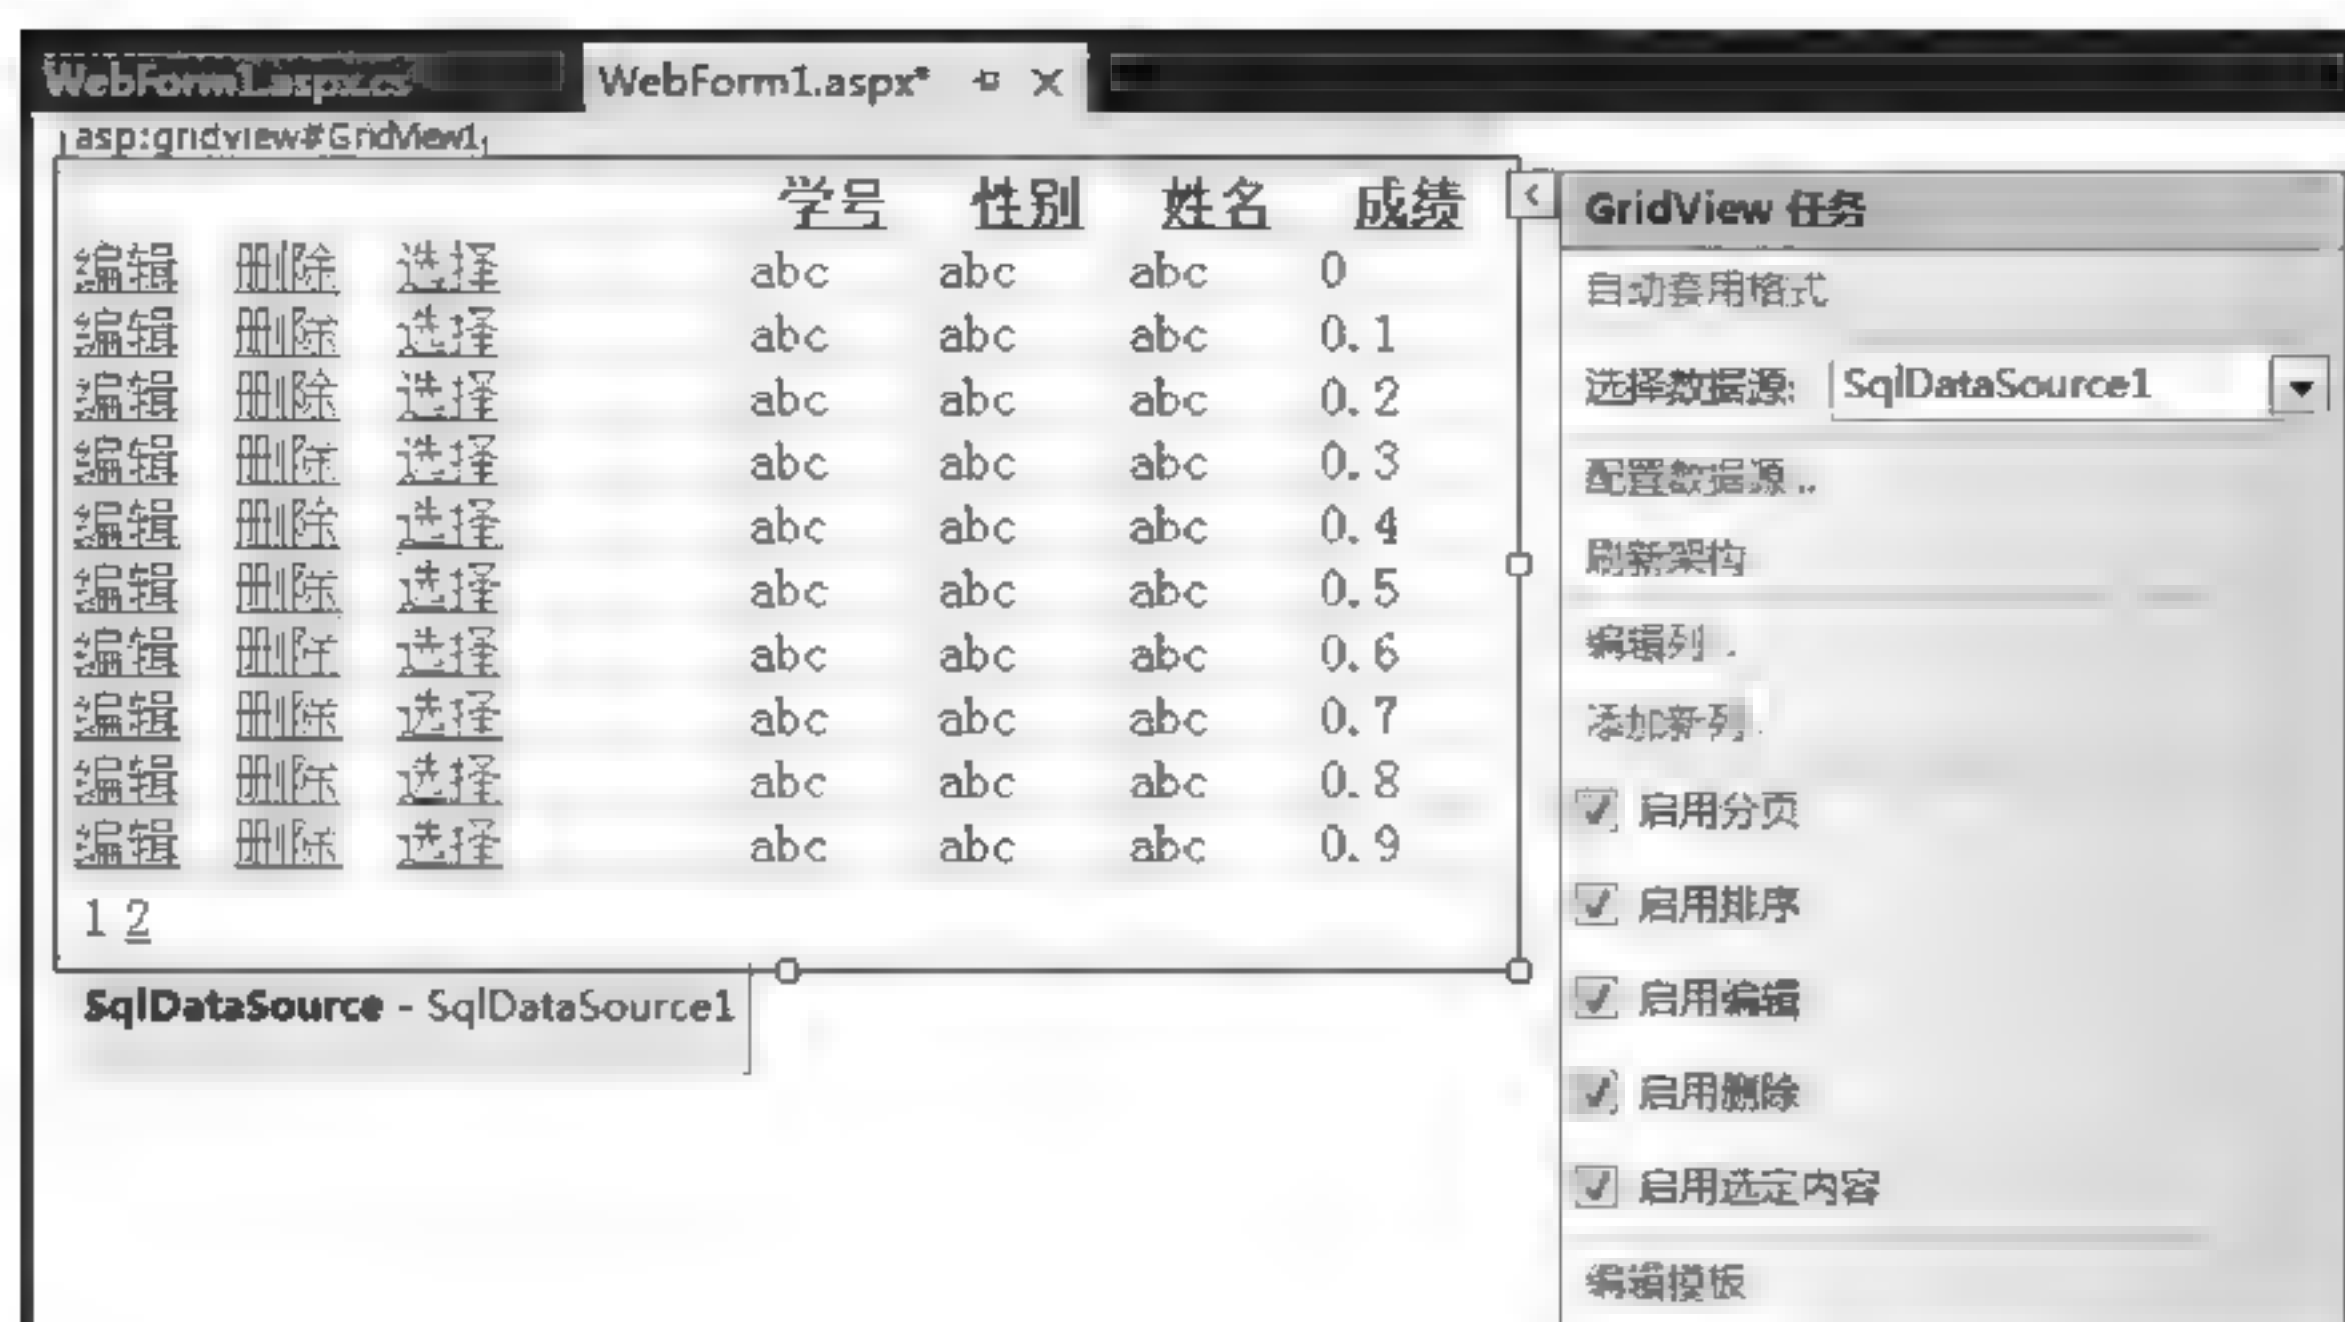 WebForm1.aspx.cs WebForm1.aspx*
asp:gridview#GridView1
学号 性别 姓名 成绩
编辑 删除 选择 abc abc abc 0
编辑 删除 选择 abc abc abc 0.1
编辑 删除 选择 abc abc abc 0.2
编辑 删除 选择 abc abc abc 0.3
编辑 删除 选择 abc abc abc 0.4
编辑 删除 选择 abc abc abc 0.5
编辑 删除 选择 abc abc abc 0.6
编辑 删除 选择 abc abc abc 0.7
编辑 删除 选择 abc abc abc 0.8
编辑 删除 选择 abc abc abc 0.9
1 2
SqlDataSource - SqlDataSource1
GridView 任务
自动套用格式
选择数据源: SqlDataSource1
配置数据源...
刷新架构
编辑列...
添加新列...
启用分页
启用排序
启用编辑
启用删除
启用选定内容
编辑模板